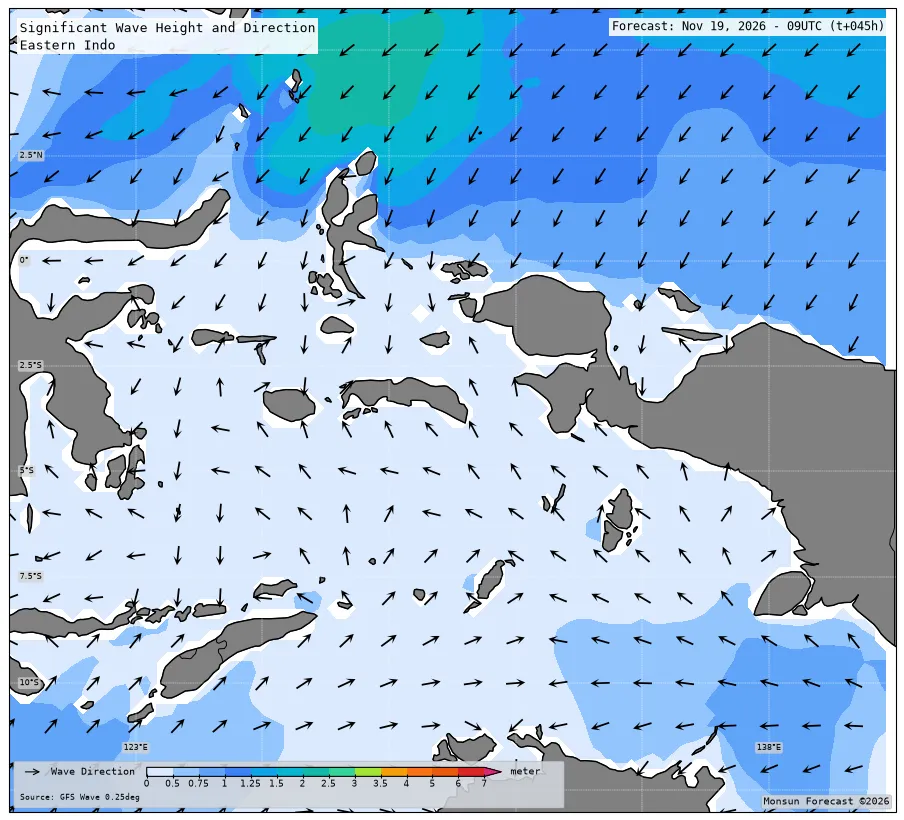 Significant Wave Height and Direction
Eastern Indo
Forecast: Nov 19, 2026 - 09UTC (t+045h)
2.5°N
0°
2.5°S
5°S
7.5°S
10°S
123°E
138°E
Wave Direction
meter
0 0.5 0.75 1 1.25 1.5 2 2.5 3 3.5 4 5 6 7
Source: GFS Wave 0.25deg
Monsun Forecast ©2026